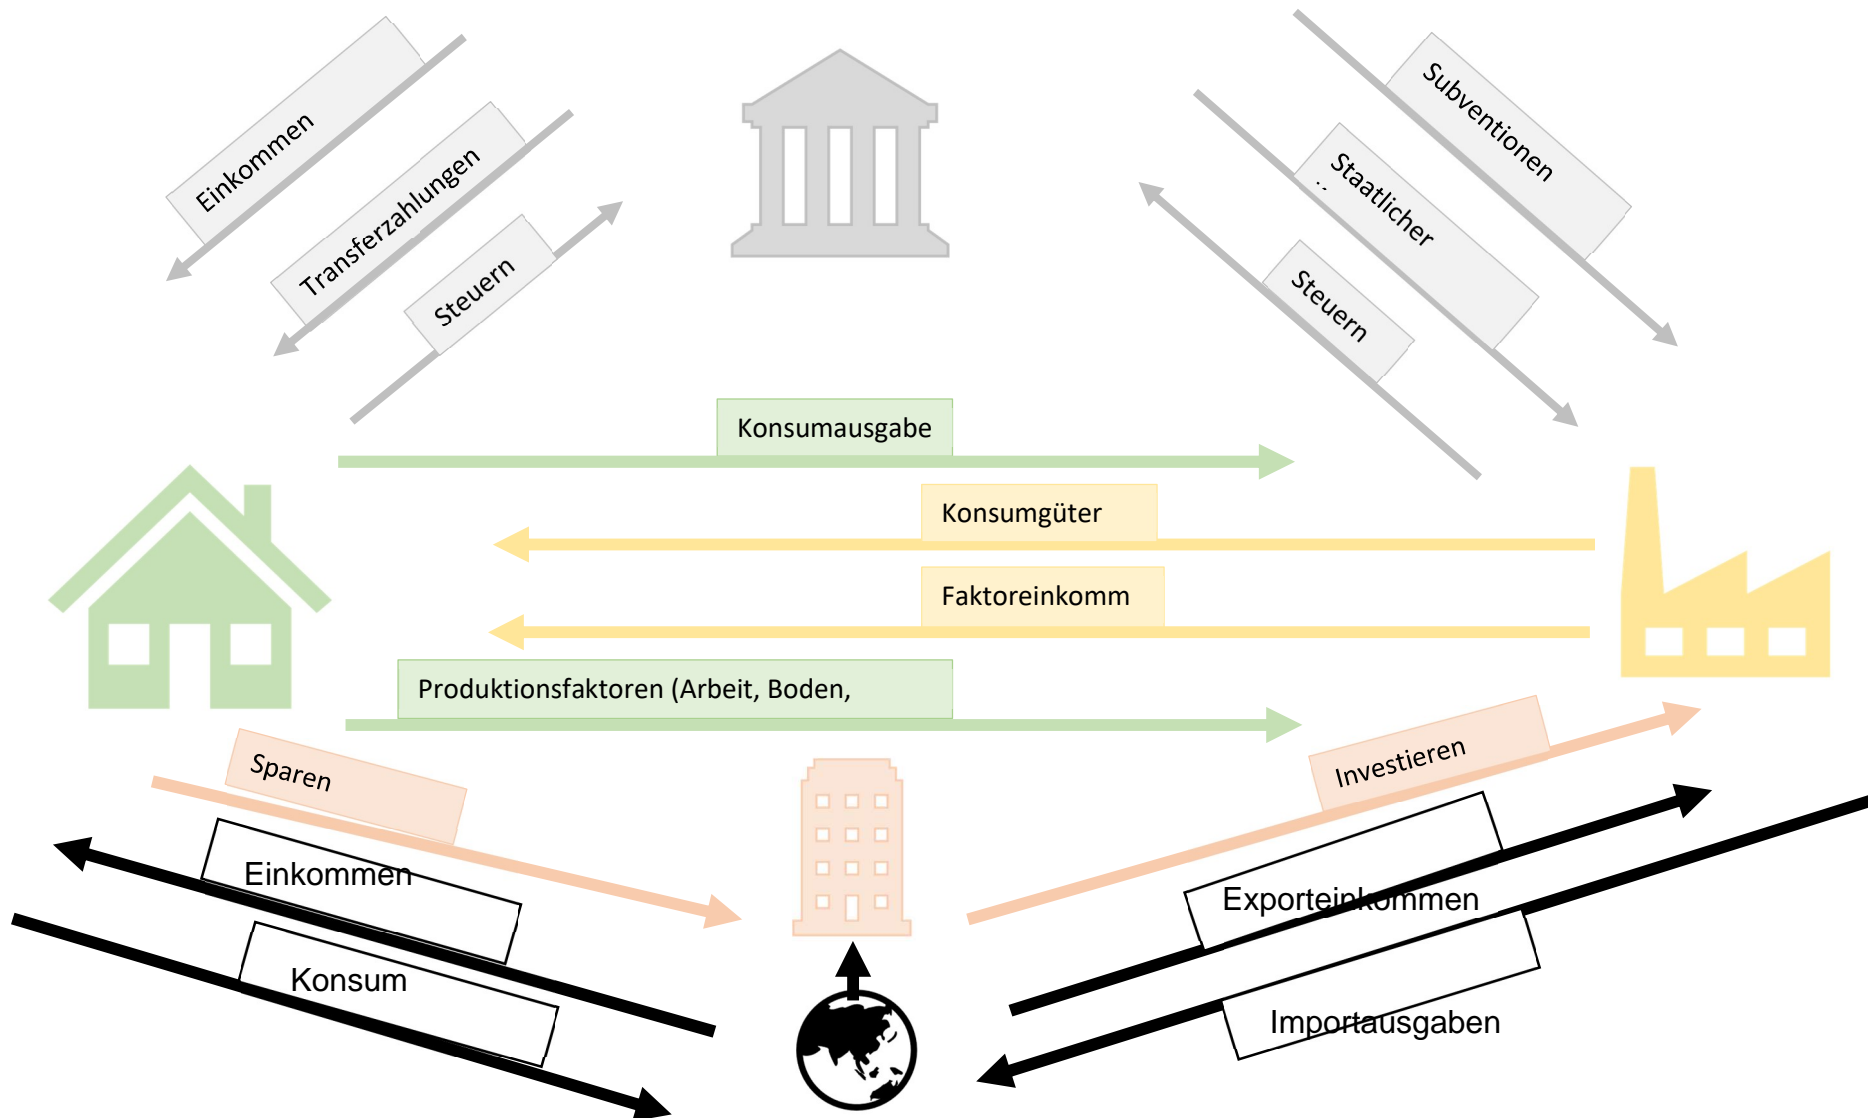 Einkommen
Transferzahlungen
Steuern
Subventionen
Staatlicher
Steuern
Konsumausgabe
Konsumgüter
Faktoreinkomm
Produktionsfaktoren (Arbeit, Boden,
Sparen
Investieren
Einkommen
Exporteinkommen
Konsum
Importausgaben